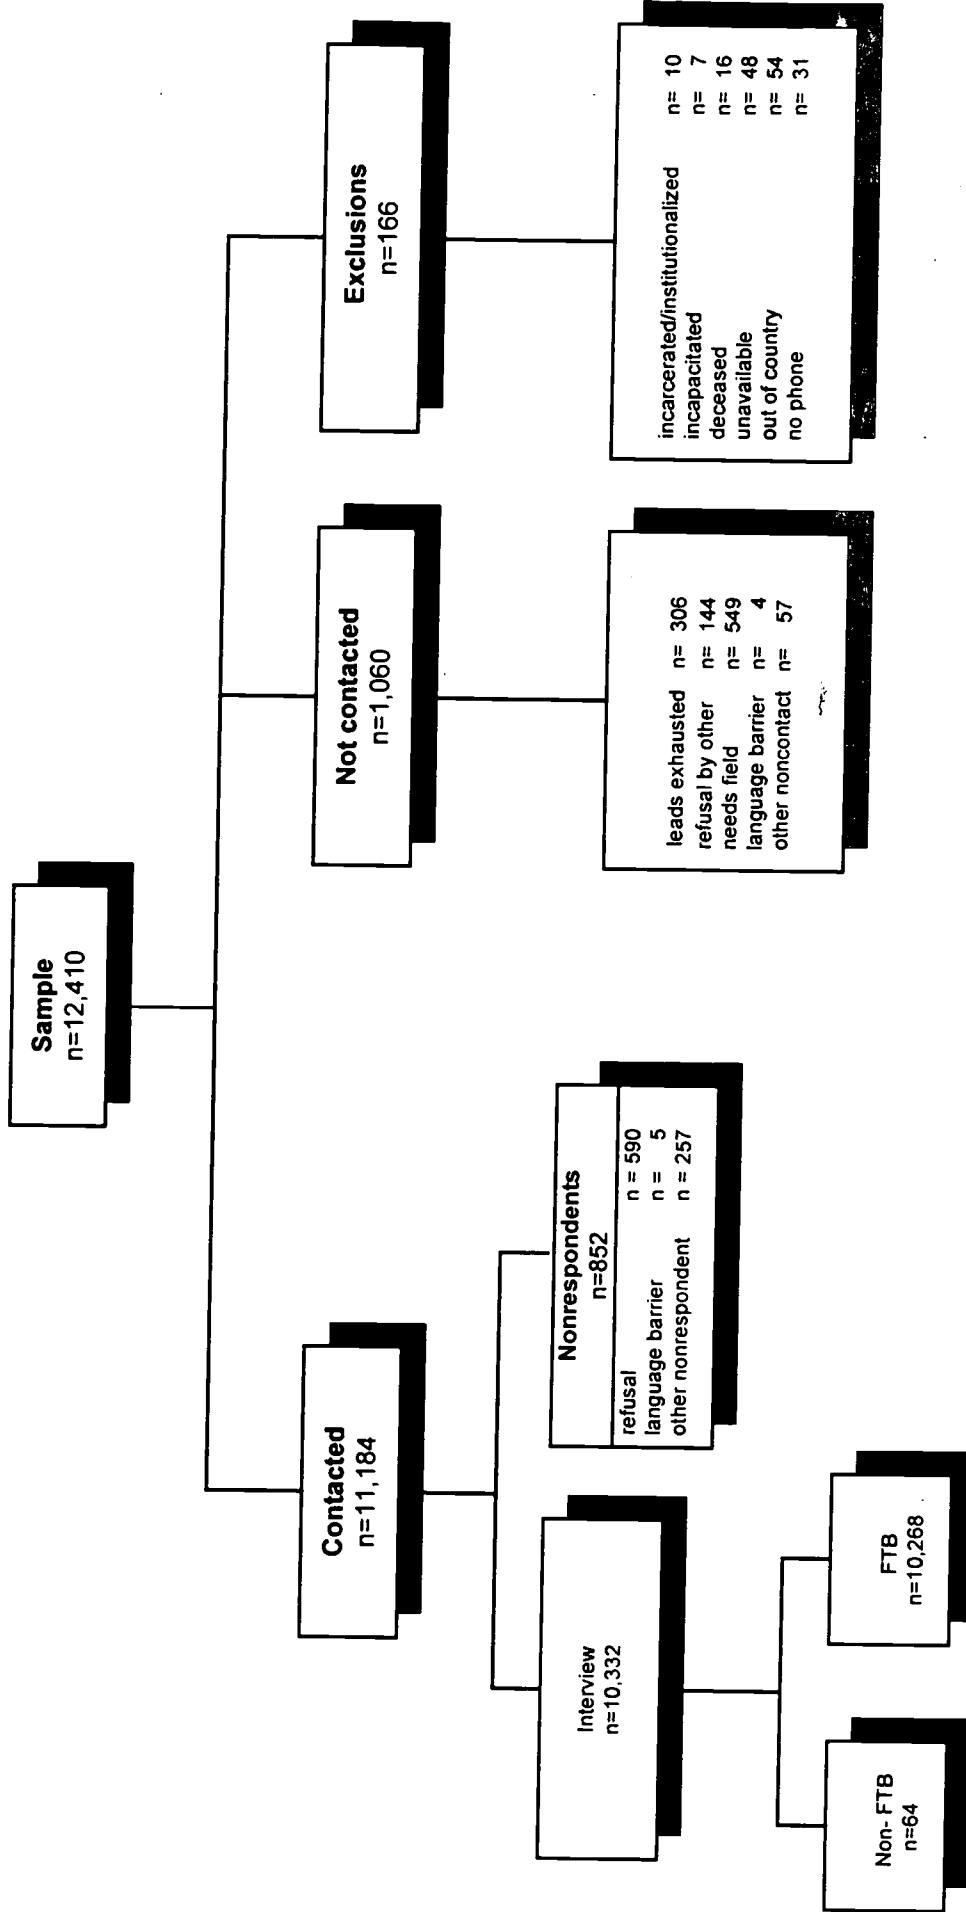 Sample
n=12,410
Contacted
n=11,184
Not contacted
n=1,060
Exclusions
n=166
Interview
n=10,332
Nonrespondents
n=852
refusal n = 590
language barrier n = 5
other nonrespondent n = 257
leads exhausted n= 306
refusal by other n= 144
needs field n= 549
language barrier n= 4
other noncontact n= 57
incarcerated/institutionalized n= 10
incapacitated n= 7
deceased n= 16
unavailable n= 48
out of country n= 54
no phone n= 31
Non- FTB
n=64
FTB
n=10,268